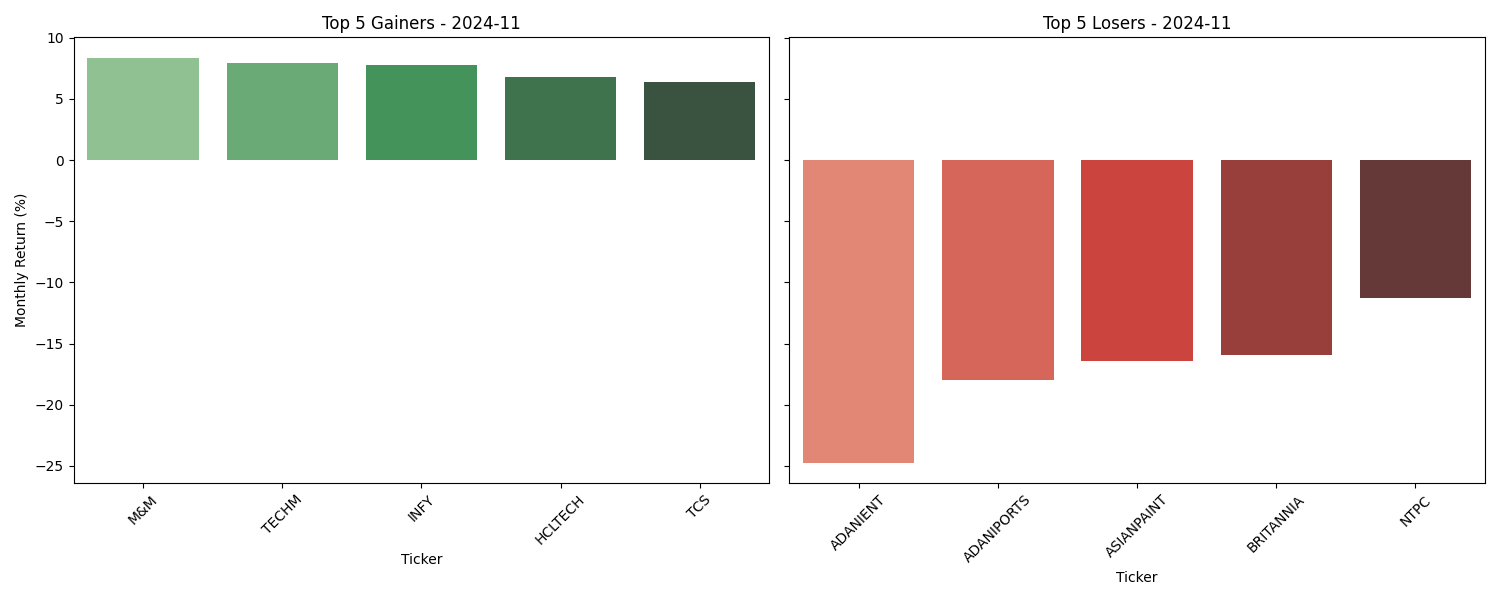 Top 5 Gainers - 2024-11
Monthly Return (%)
10
5
0
−5
−10
−15
−20
−25
M&M
TECHM
INFY
HCLTECH
TCS
Ticker
Top 5 Losers - 2024-11
ADANIENT
ADANIPORTS
ASIANPAINT
BRITANNIA
NTPC
Ticker